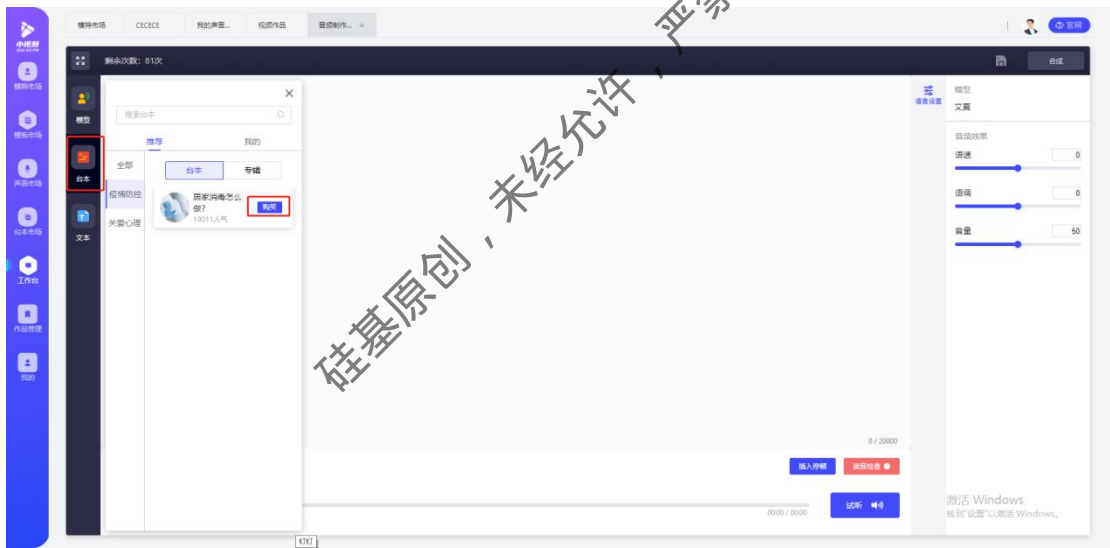 模特市场
CECECE
我的声音...
视频作品
音频制作... ×
官网
中视频
模特市场
模板市场
声音市场
台本市场
工作台
作品管理
我的
剩余次数: 81次
合成
模型
台本
文本
搜索台本
推荐
我的
全部
疫情防控
关爱心理
台本
专辑
居家消毒怎么
做?
购买
19011人气
语音设置
模型
艾夏
音频效果
语速
0
语调
0
音量
50
0 / 20000
插入停顿
00:00 / 00:00
试听
激活 Windows
转到"设置"以激活 Windows。
钉钉
硅基原创，未经允许，严禁